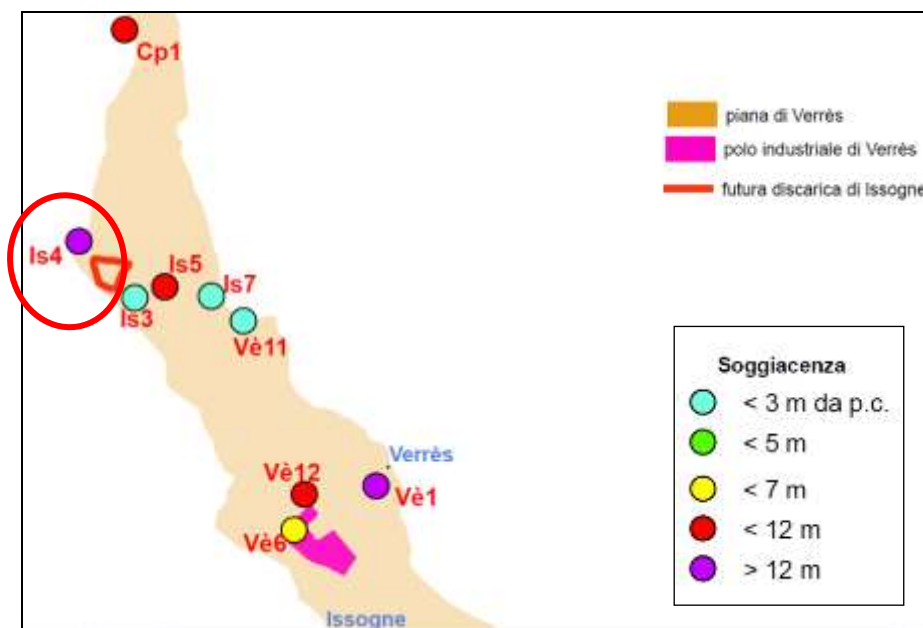 Cp1
piana di Verrès
polo industriale di Verrès
futura discarica di Issogne
Is4
Is5
Is7
Is3
Vè11
Soggiacenza
< 3 m da p.c.
< 5 m
< 7 m
< 12 m
> 12 m
Verrès
Vè12
Vè1
Vè6
Issogne